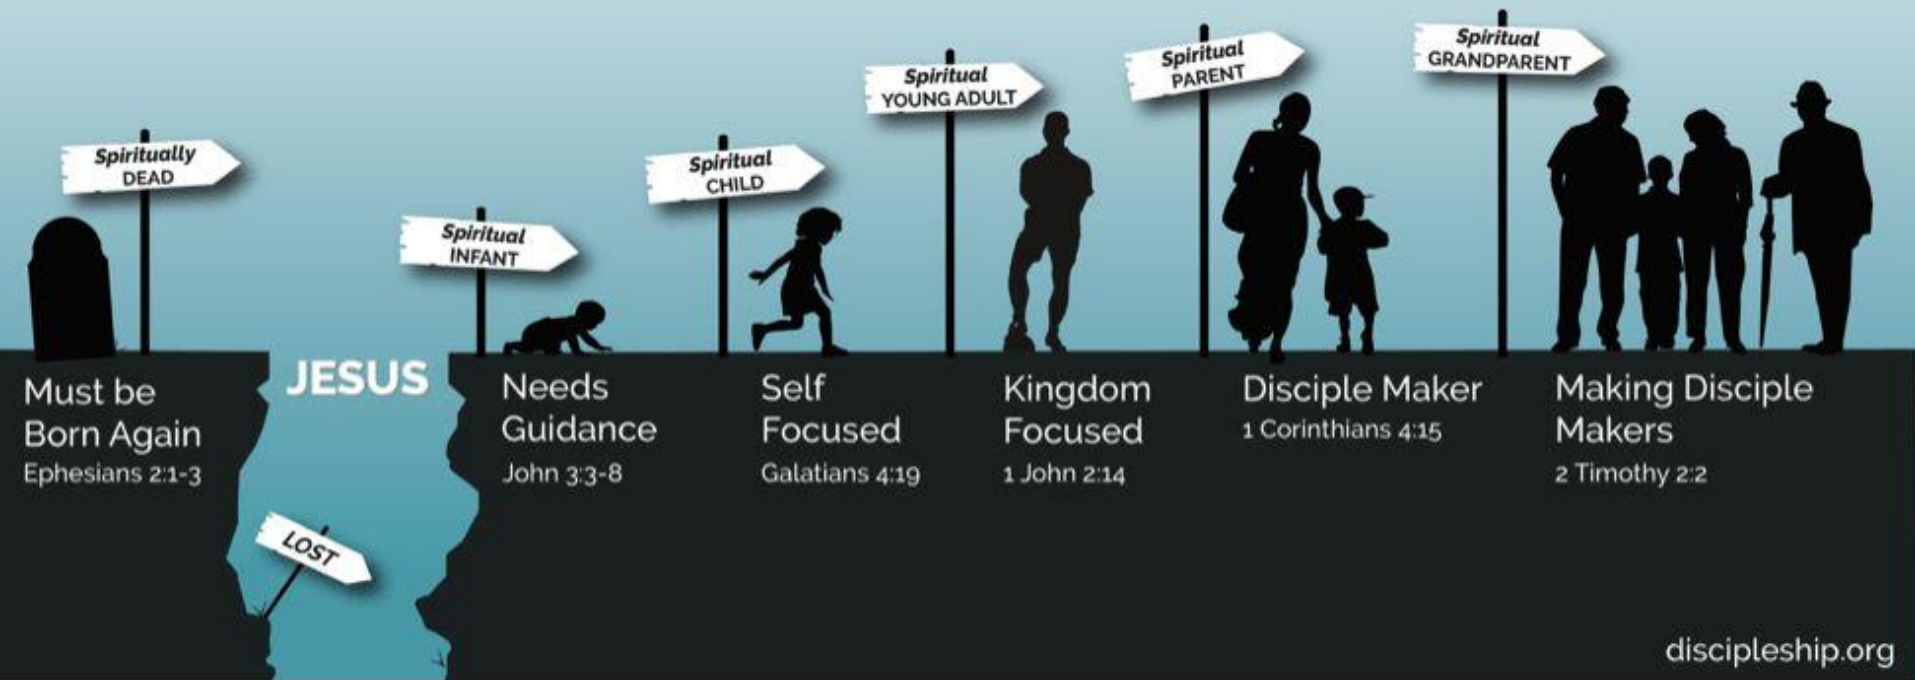 Spiritually
DEAD
Must be
Born Again
Ephesians 2:1-3
JESUS
LOST
Spiritual
INFANT
Needs
Guidance
John 3:3-8
Spiritual
CHILD
Self
Focused
Galatians 4:19
Spiritual
YOUNG ADULT
Kingdom
Focused
1 John 2:14
Spiritual
PARENT
Disciple Maker
1 Corinthians 4:15
Spiritual
GRANDPARENT
Making Disciple
Makers
2 Timothy 2:2
discipleship.org